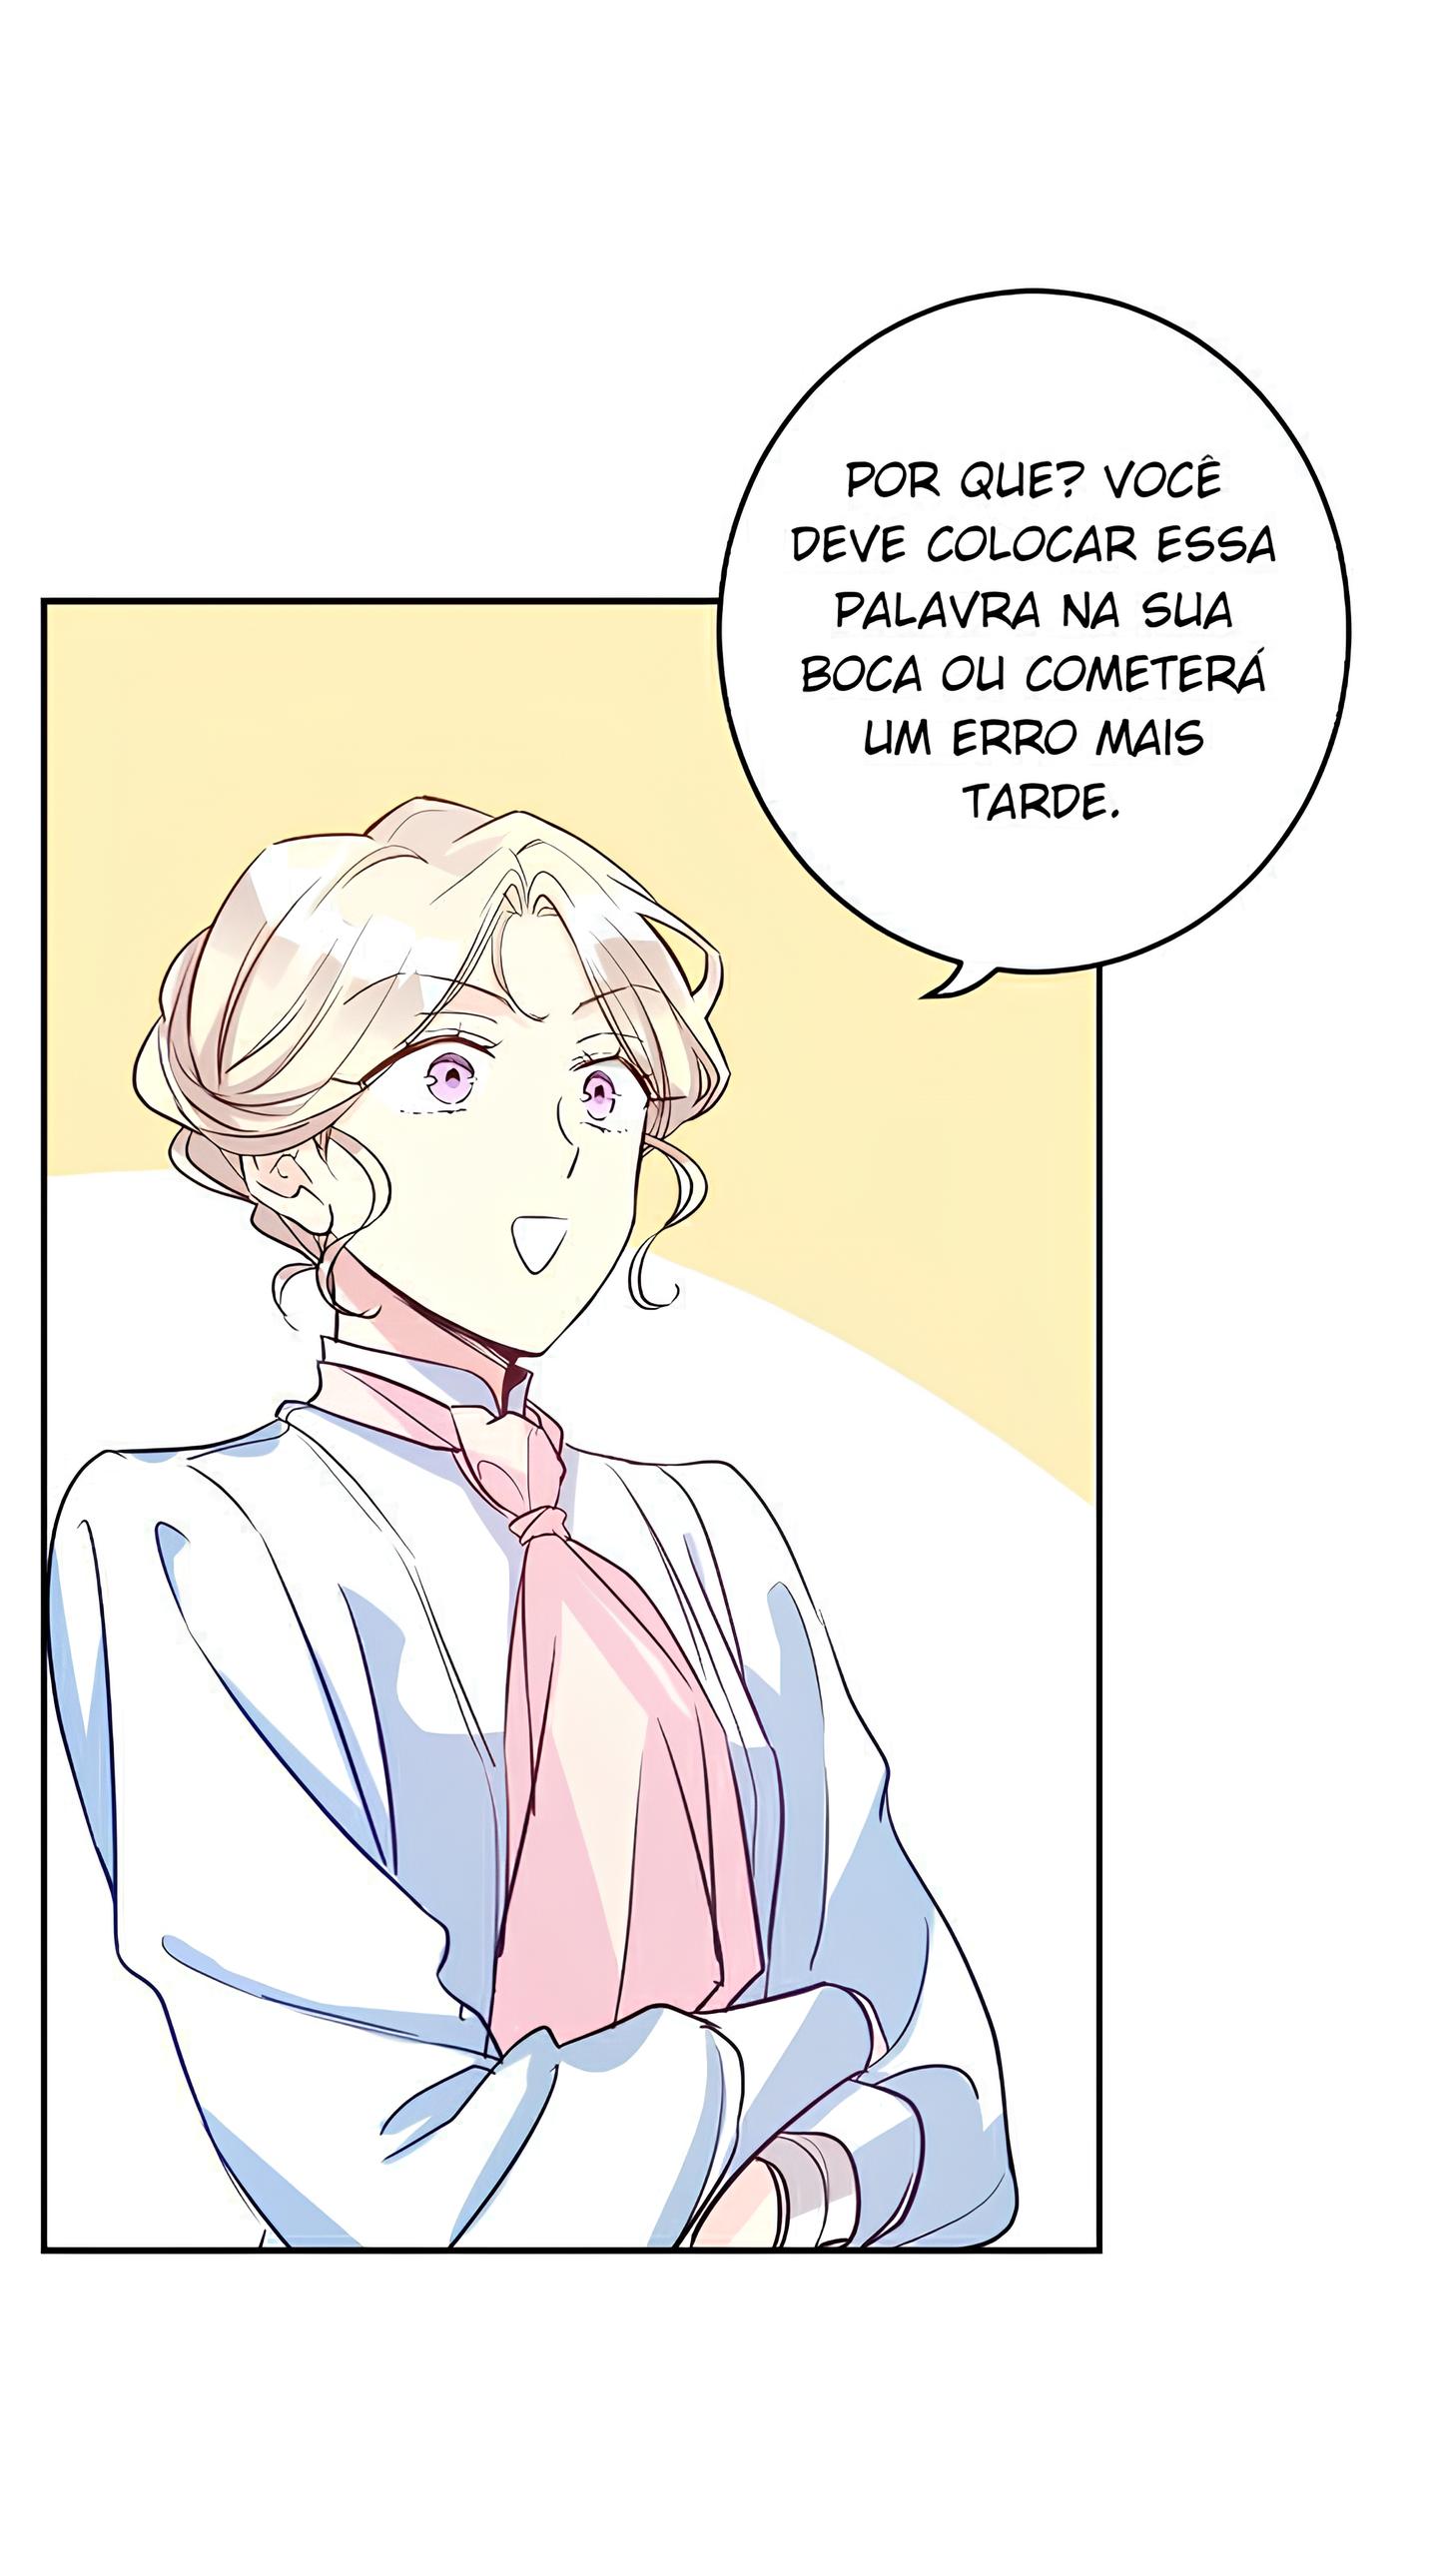 POR QUE? VOCÊ
DEVE COLOCAR ESSA
PALAVRA NA SUA
BOCA OU COMETERÁ
UM ERRO MAIS
TARDE.